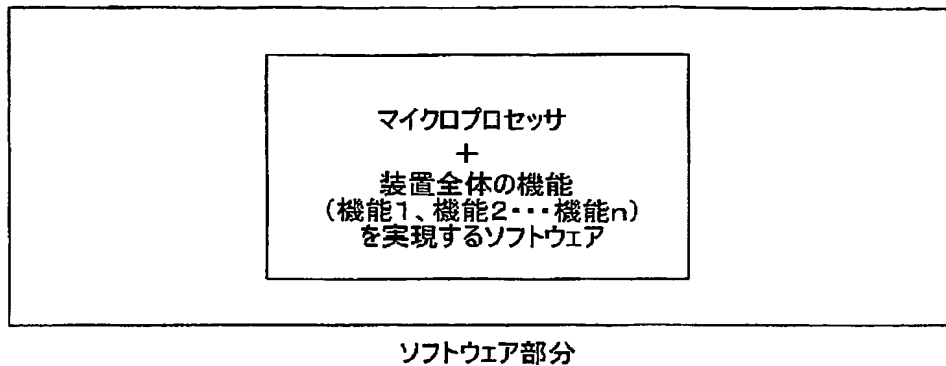 マイクロプロセッサ
＋
装置全体の機能
（機能1、機能2・・・機能n）
を実現するソフトウェア
ソフトウェア部分